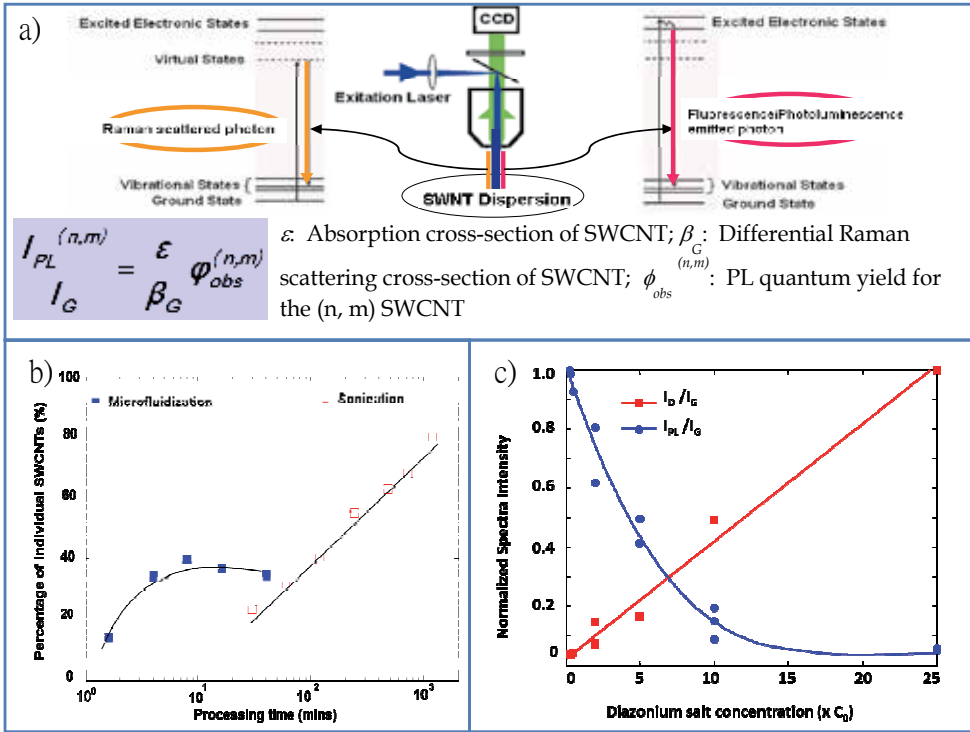 a)
Excited Electronic States
Virtual States
Raman scattered photon
Vibrational States
Ground State
CCD
Exitation Laser
SWNT Dispersion
Excited Electronic States
Fluorescence/Photoluminescence
emitted photon
Vibrational States
Ground State
I_PL^(n,m) / I_G = ε / β_G φ_obs^(n,m)
ε: Absorption cross-section of SWCNT; β_G: Differential Raman
scattering cross-section of SWCNT; ϕ_obs^(n,m): PL quantum yield for
the (n, m) SWCNT
b)
Percentage of Individual SWCNTs (%)
100
80
60
40
20
0
Microfluidization
Sonication
10^0
10^1
10^2
10^3
Processing time (mins)
c)
Normalized Spectra Intensity
1.0
0.8
0.6
0.4
0.2
0
I_D/I_G
I_PL/I_G
0
5
10
15
20
25
Diazonium salt concentration (x C_0)